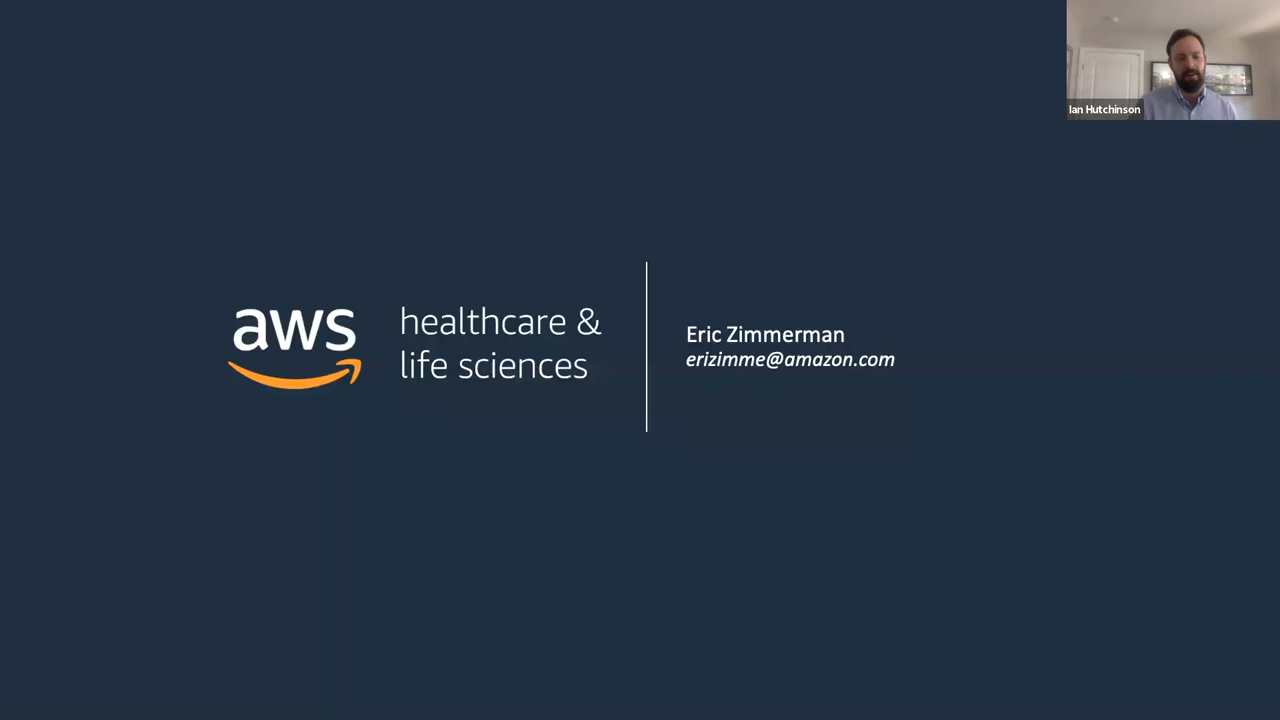 Ian Hutchinson
aws
healthcare &
life sciences
Eric Zimmerman
erizimme@amazon.com